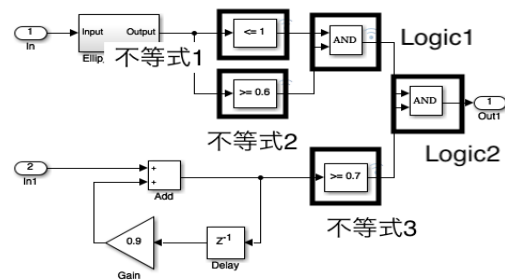 1
In
Input Output
Ellip
不等式1
<= 1
AND
Logic1
>= 0.6
不等式2
AND
1
Out1
Logic2
2
In1
+
+
Add
>= 0.7
不等式3
0.9
Gain
Z-1
Delay